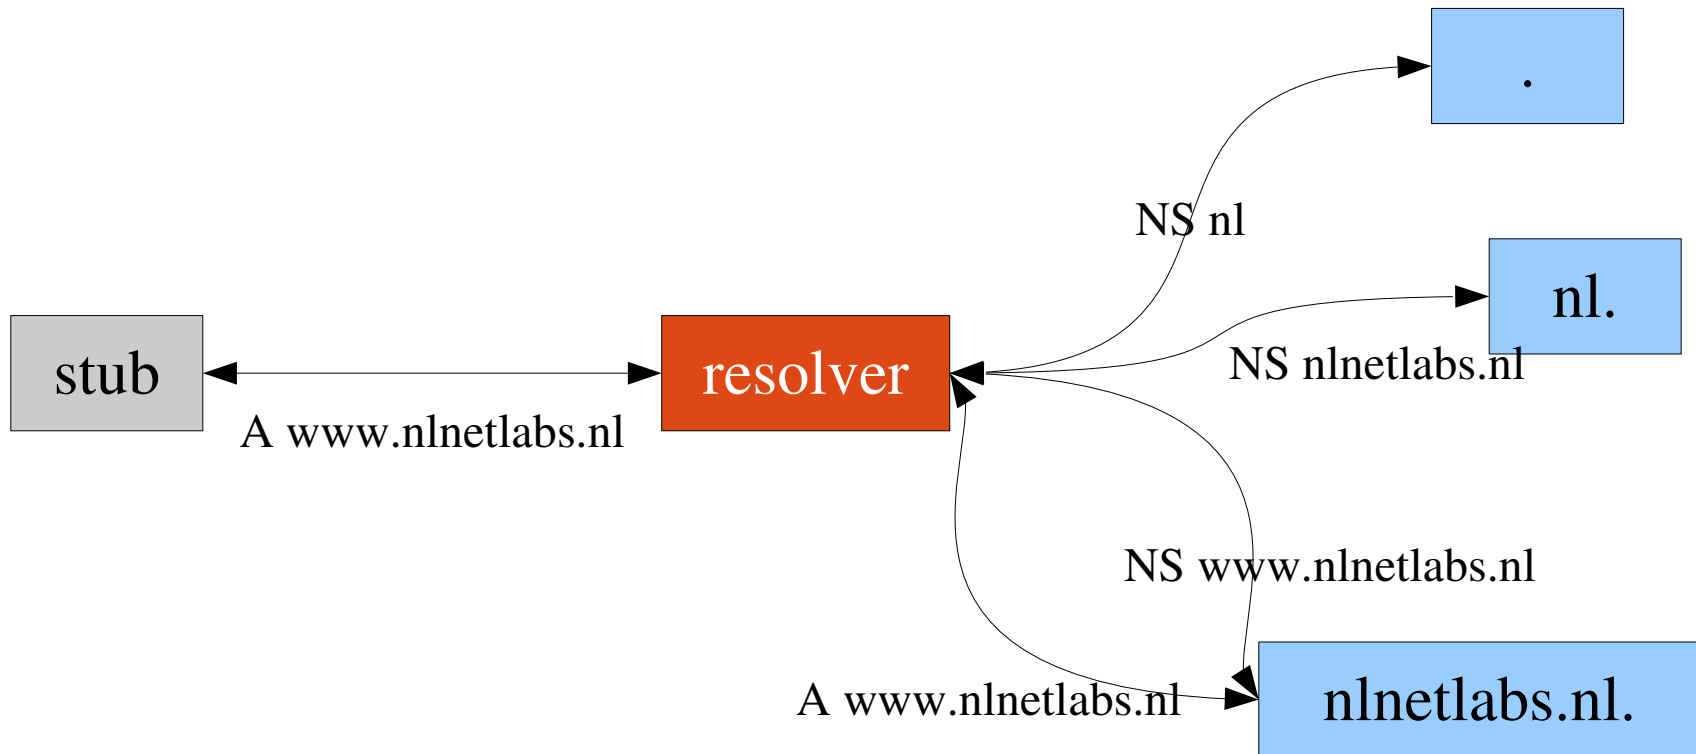 .
NS nl
nl.
stub
resolver
NS nlnetlabs.nl
A www.nlnetlabs.nl
NS www.nlnetlabs.nl
A www.nlnetlabs.nl
nlnetlabs.nl.